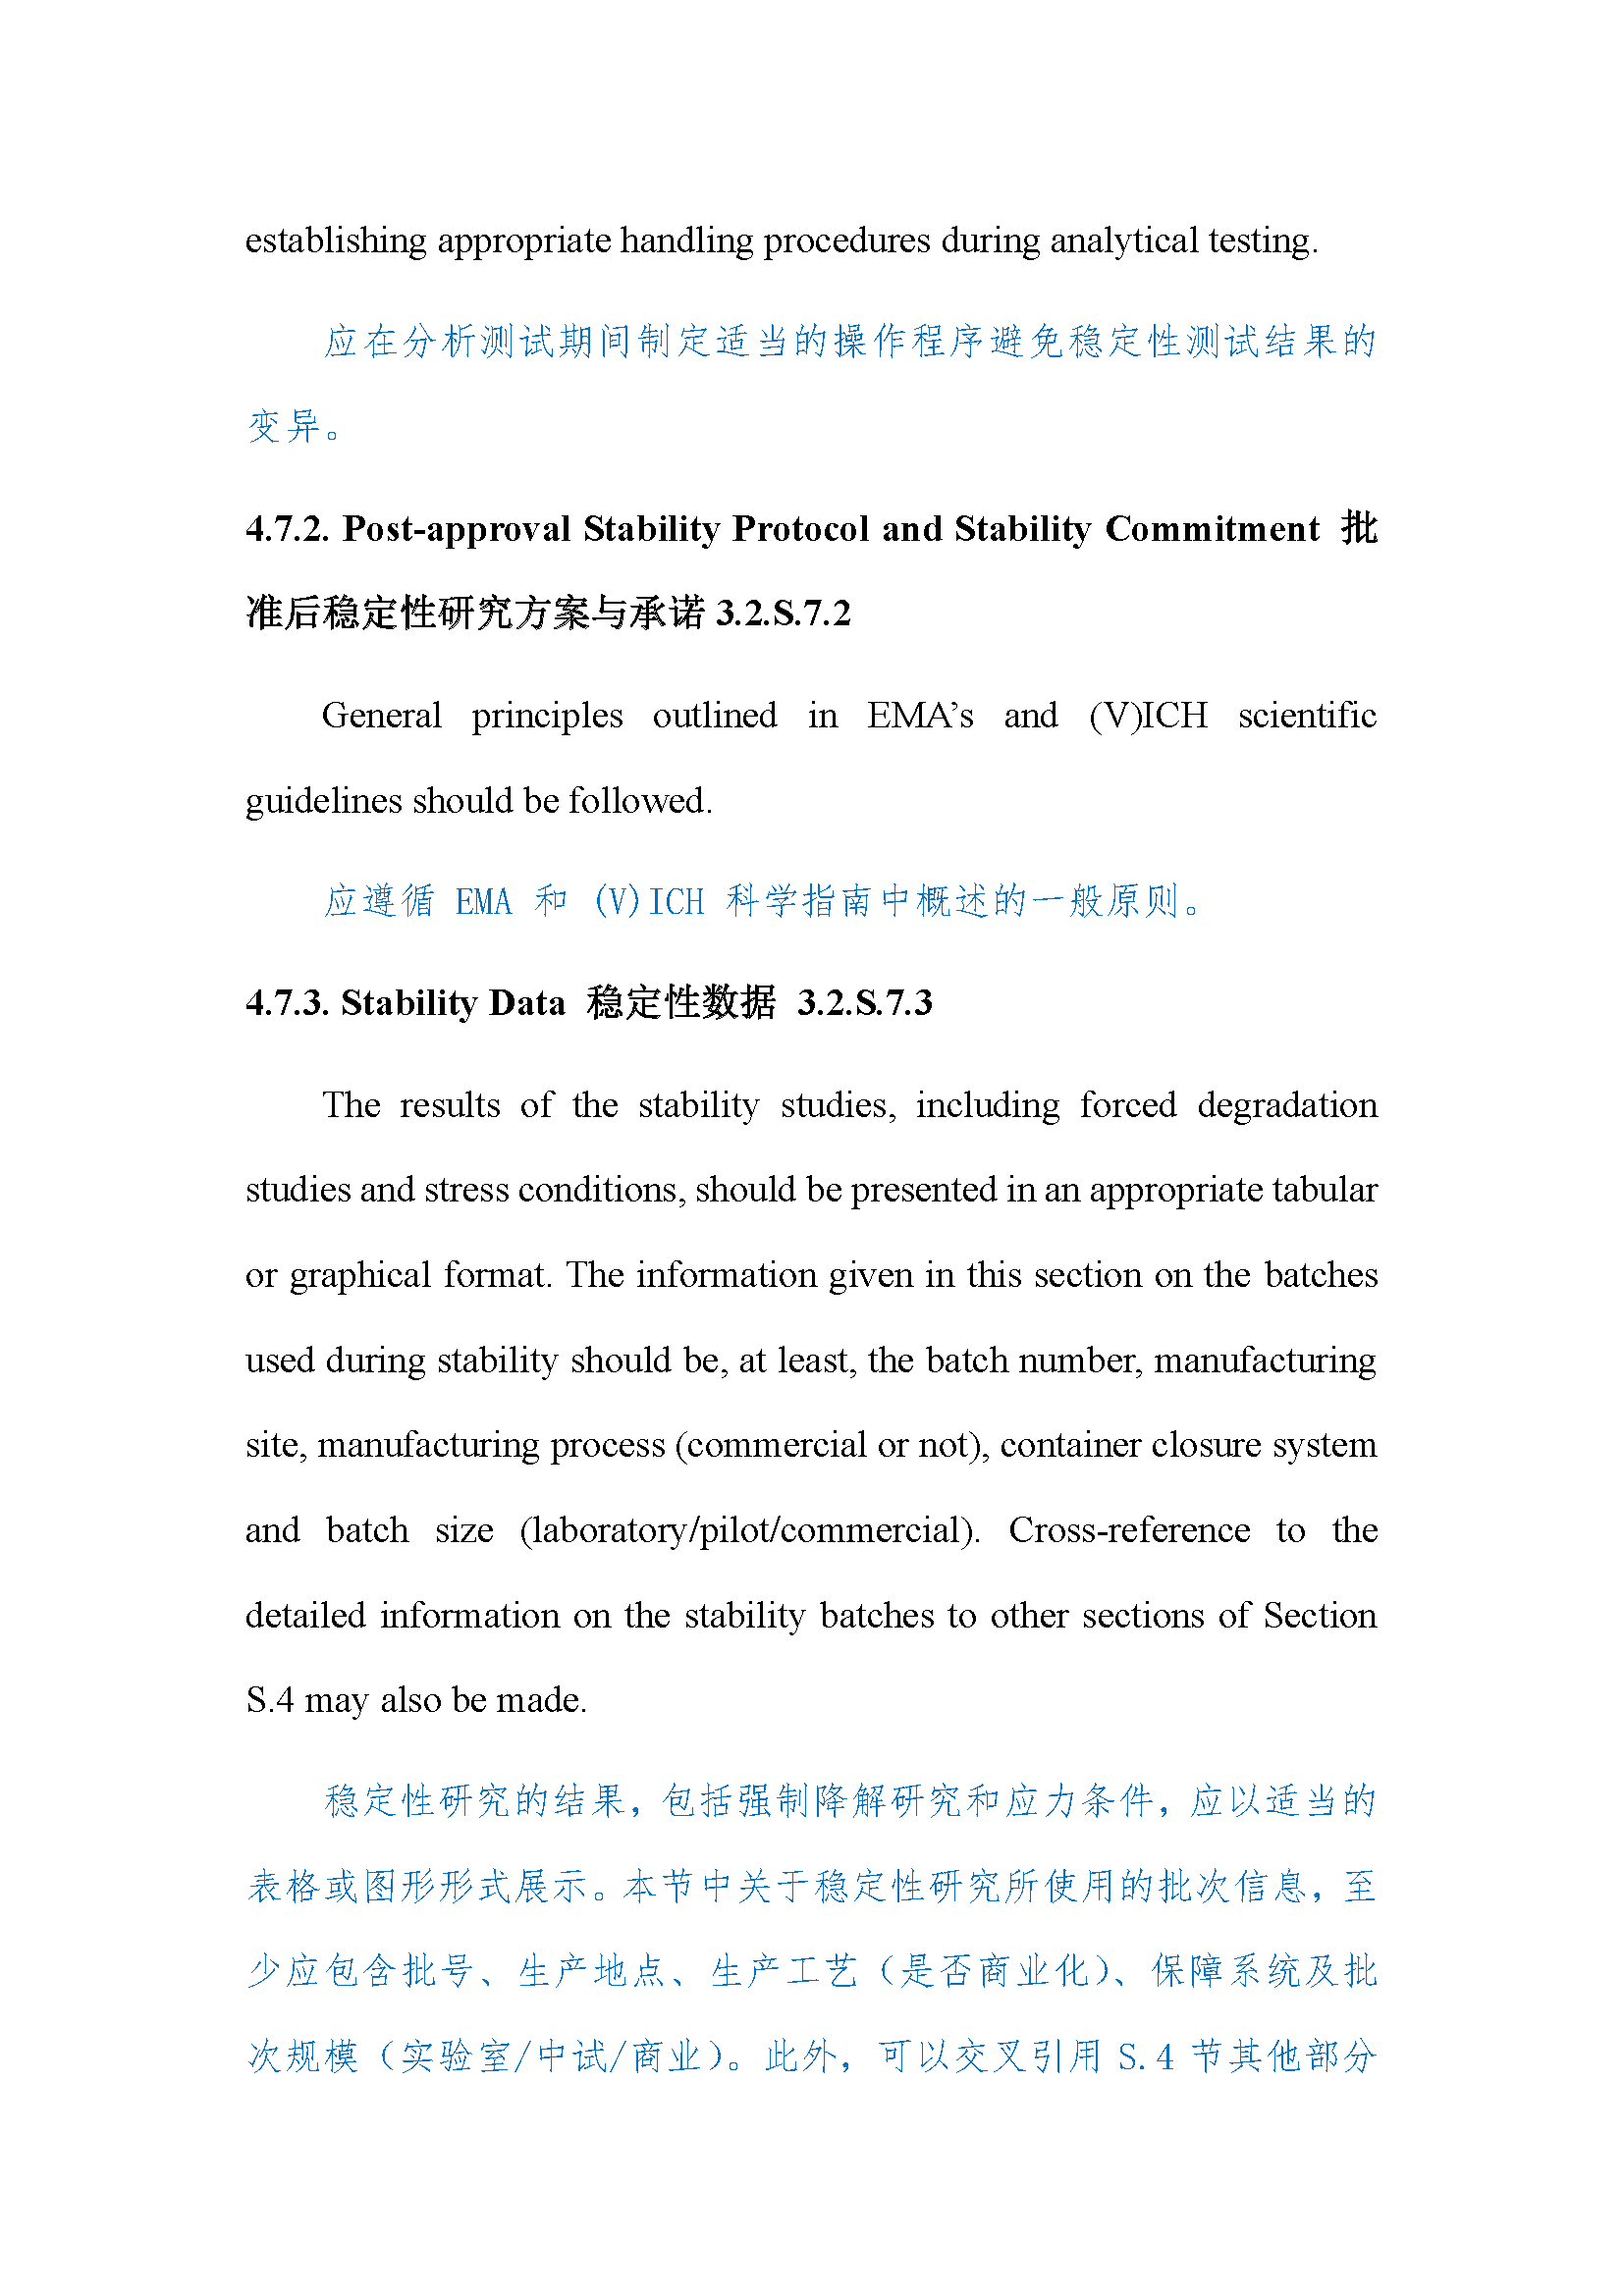 establishing appropriate handling procedures during analytical testing.
应在分析测试期间制定适当的操作程序避免稳定性测试结果的
变异。
4.7.2. Post-approval Stability Protocol and Stability Commitment 批
准后稳定性研究方案与承诺 3.2.S.7.2
General principles outlined in EMA’s and (V)ICH scientific
guidelines should be followed.
应遵循 EMA 和 (V)ICH 科学指南中概述的一般原则。
4.7.3. Stability Data 稳定性数据 3.2.S.7.3
The results of the stability studies, including forced degradation
studies and stress conditions, should be presented in an appropriate tabular
or graphical format. The information given in this section on the batches
used during stability should be, at least, the batch number, manufacturing
site, manufacturing process (commercial or not), container closure system
and batch size (laboratory/pilot/commercial). Cross-reference to the
detailed information on the stability batches to other sections of Section
S.4 may also be made.
稳定性研究的结果，包括强制降解研究和应力条件，应以适当的
表格或图形形式展示。本节中关于稳定性研究所使用的批次信息，至
少应包含批号、生产地点、生产工艺（是否商业化）、保障系统及批
次规模（实验室/中试/商业）。此外，可以交叉引用 S.4 节其他部分